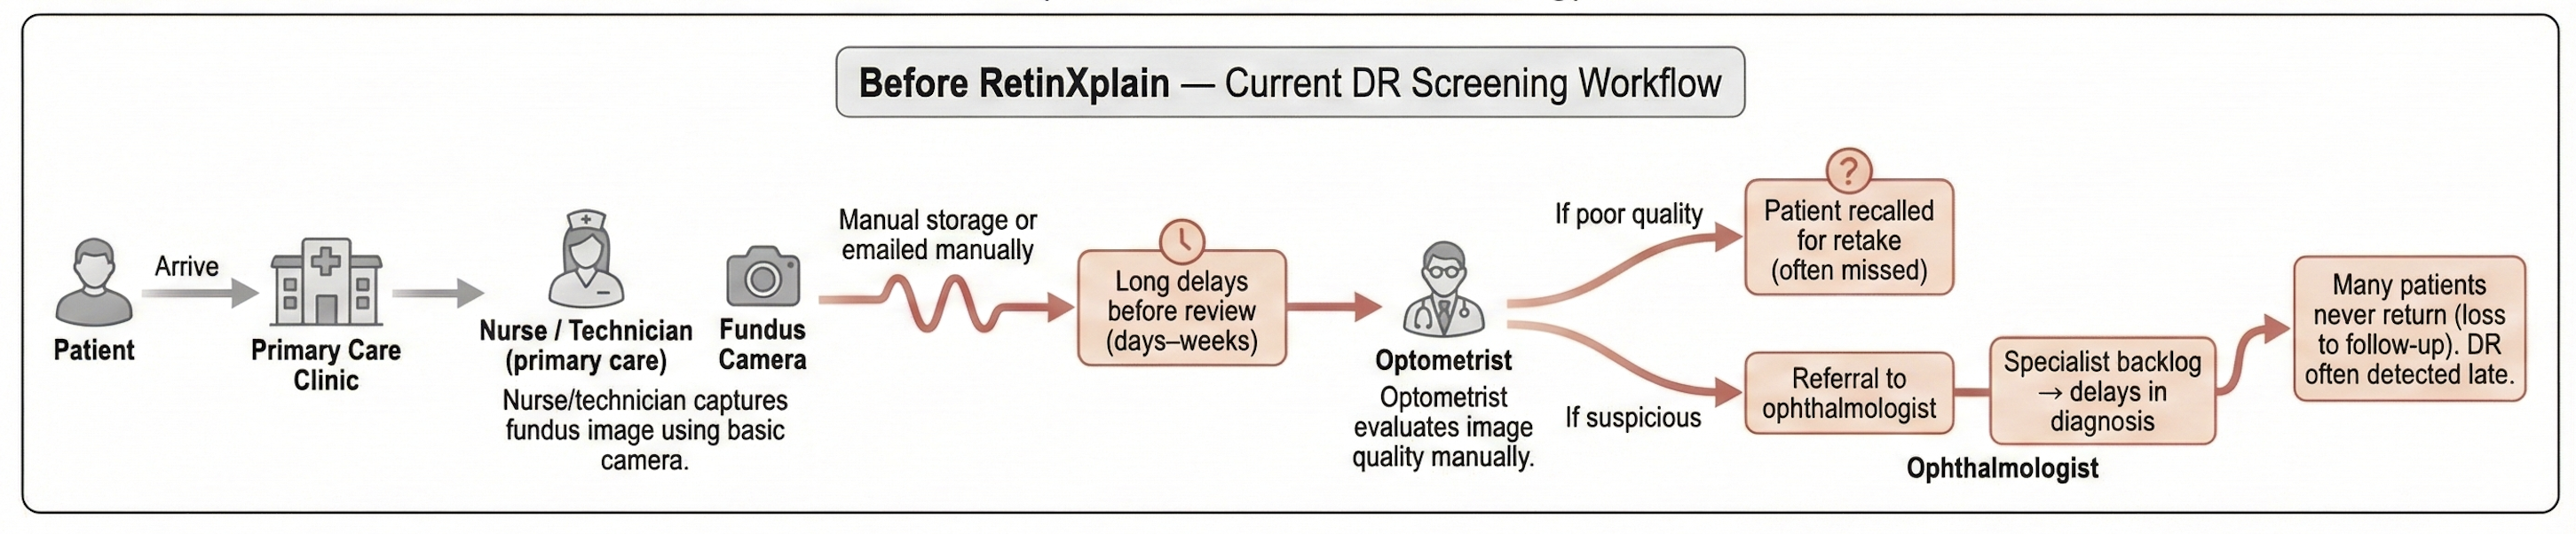 Before RetinXplain — Current DR Screening Workflow
Patient
Arrive
Primary Care
Clinic
Nurse / Technician
(primary care)
Nurse/technician captures
fundus image using basic
camera.
Fundus
Camera
Manual storage or
emailed manually
Long delays
before review
(days–weeks)
Optometrist
Optometrist
evaluates image
quality manually.
If poor quality
?
Patient recalled
for retake
(often missed)
If suspicious
Referral to
ophthalmologist
Specialist backlog
→ delays in
diagnosis
Ophthalmologist
Many patients
never return (loss
to follow-up). DR
often detected late.